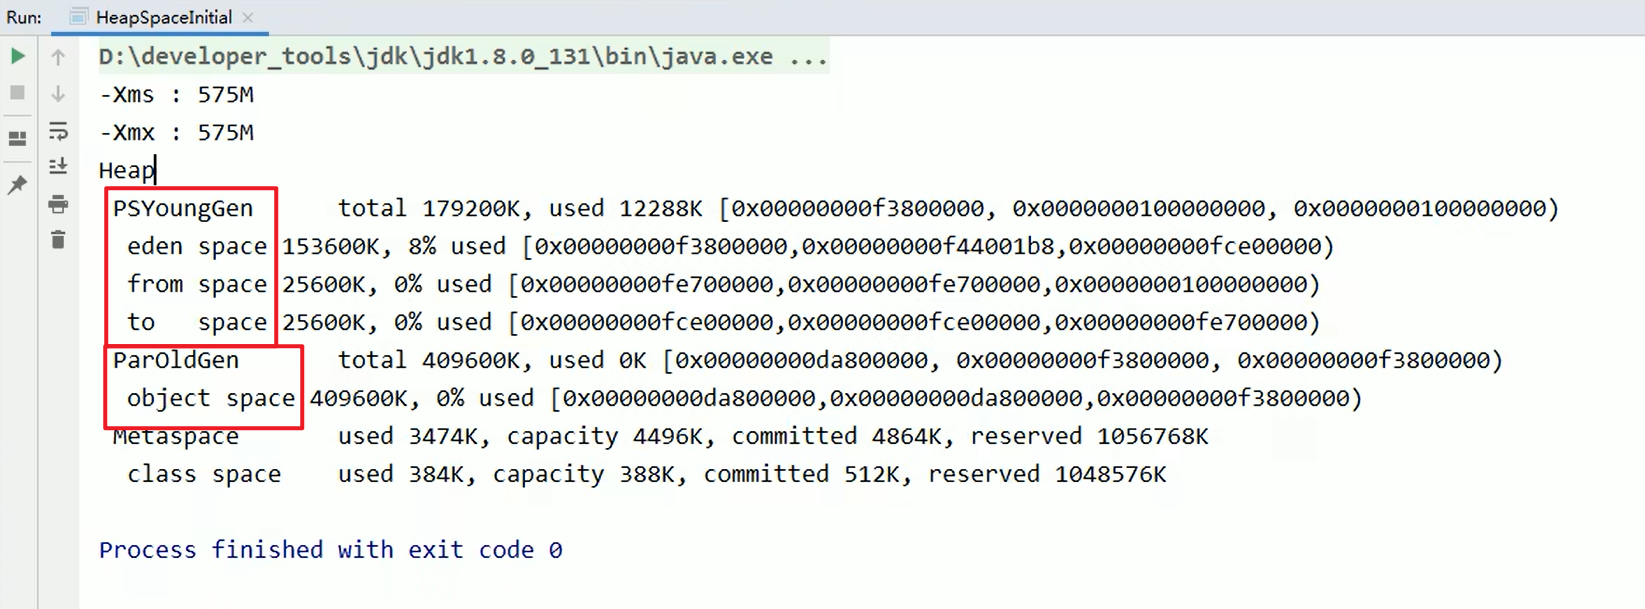 Run: HeapSpaceInitial
D:\developer_tools\jdk\jdk1.8.0_131\bin\java.exe ...
-Xms : 575M
-Xmx : 575M
Heap
PSYoungGen      total 179200K, used 12288K [0x00000000f3800000, 0x0000000100000000, 0x0000000100000000)
eden space 153600K, 8% used [0x00000000f3800000,0x00000000f44001b8,0x00000000fce00000)
from space 25600K, 0% used [0x00000000fe700000,0x00000000fe700000,0x0000000100000000)
to   space 25600K, 0% used [0x00000000fce00000,0x00000000fce00000,0x00000000fe700000)
ParOldGen       total 409600K, used 0K [0x00000000da800000, 0x00000000f3800000, 0x00000000f3800000)
object space 409600K, 0% used [0x00000000da800000,0x00000000da800000,0x00000000f3800000)
Metaspace       used 3474K, capacity 4496K, committed 4864K, reserved 1056768K
class space    used 384K, capacity 388K, committed 512K, reserved 1048576K
Process finished with exit code 0